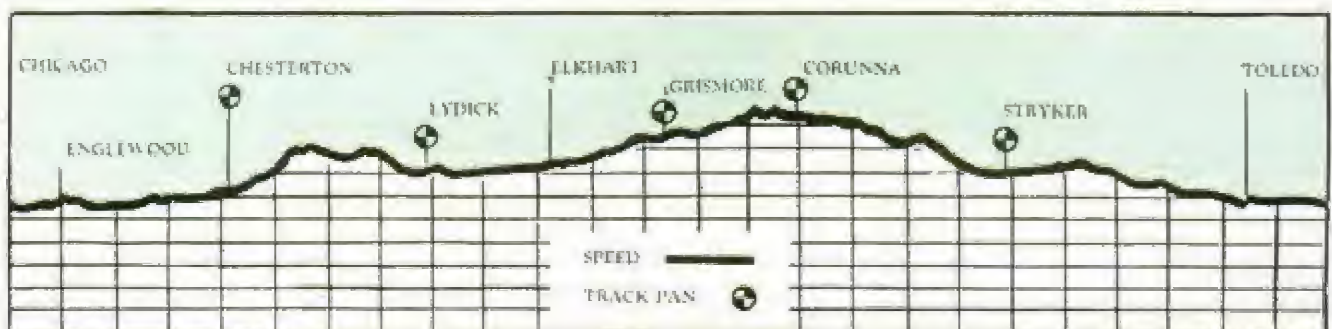 CHICAGO
CHESTERTON
ELKHART
CORUNNA
TOLEDO
GRISMORE
LYDICK
STRYKER
ENGLEWOOD
SPEED
TRACK PAN